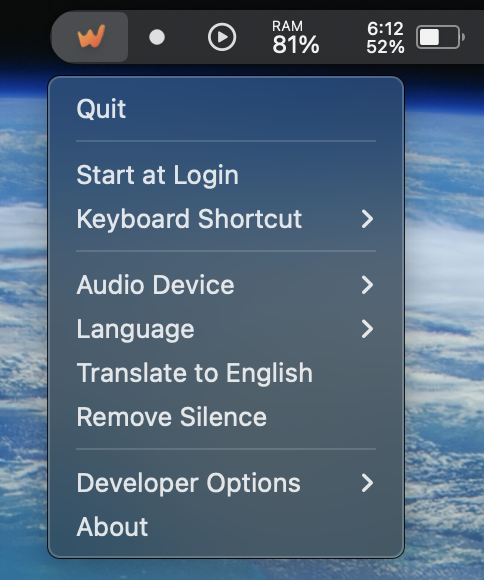 RAM
81%
6:12
52%
Quit
Start at Login
Keyboard Shortcut
Audio Device
Language
Translate to English
Remove Silence
Developer Options
About